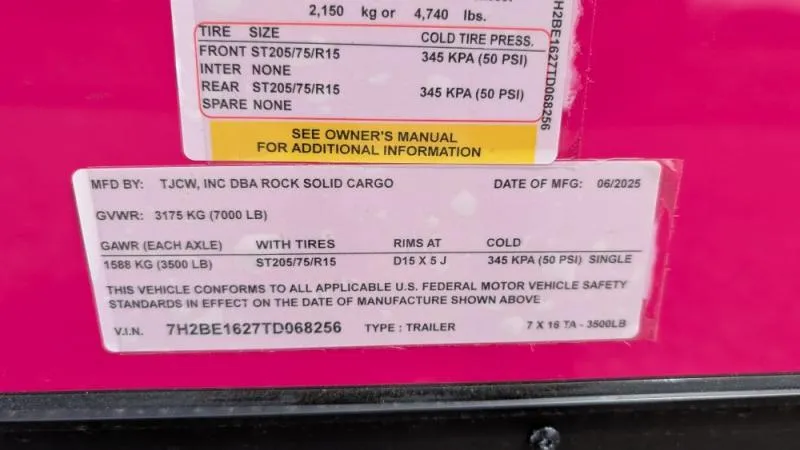 2,150 kg or 4,740 lbs.
TIRE SIZE COLD TIRE PRESS.
FRONT ST205/75/R15 345 KPA (50 PSI)
INTER NONE
REAR ST205/75/R15 345 KPA (50 PSI)
SPARE NONE
7H2BE1627TD068256
SEE OWNER'S MANUAL
FOR ADDITIONAL INFORMATION
MFD BY: TJCW, INC DBA ROCK SOLID CARGO DATE OF MFG: 06/2025
GVWR: 3175 KG (7000 LB)
GAWR (EACH AXLE) WITH TIRES RIMS AT COLD
1588 KG (3500 LB) ST205/75/R15 D15 X 5 J 345 KPA (50 PSI) SINGLE
THIS VEHICLE CONFORMS TO ALL APPLICABLE U.S. FEDERAL MOTOR VEHICLE SAFETY
STANDARDS IN EFFECT ON THE DATE OF MANUFACTURE SHOWN ABOVE
V.I.N. 7H2BE1627TD068256 TYPE : TRAILER 7 X 16 TA - 3500LB